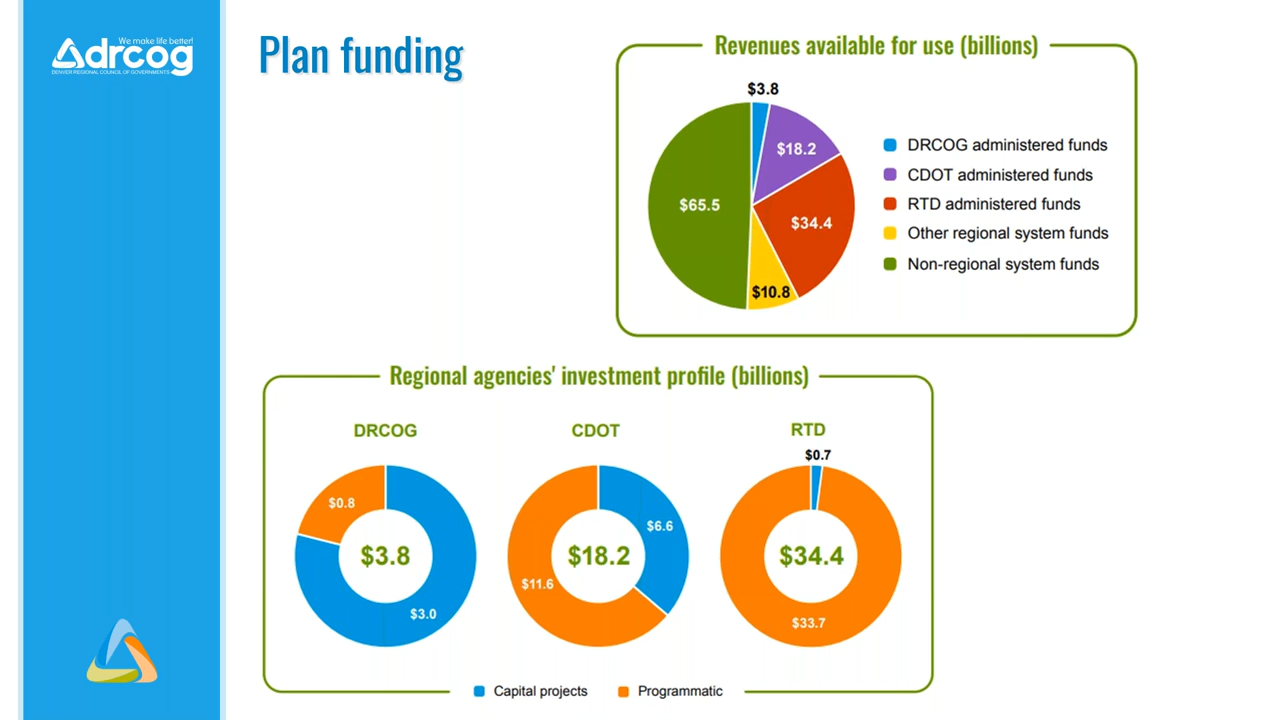 We make life better!
drcog
DENVER REGIONAL COUNCIL OF GOVERNMENTS
Plan funding
Revenues available for use (billions)
$3.8
$18.2
$65.5
$34.4
$10.8
DRCOG administered funds
CDOT administered funds
RTD administered funds
Other regional system funds
Non-regional system funds
Regional agencies' investment profile (billions)
DRCOG
$0.8
$3.8
$3.0
CDOT
$6.6
$18.2
$11.6
RTD
$0.7
$34.4
$33.7
Capital projects
Programmatic